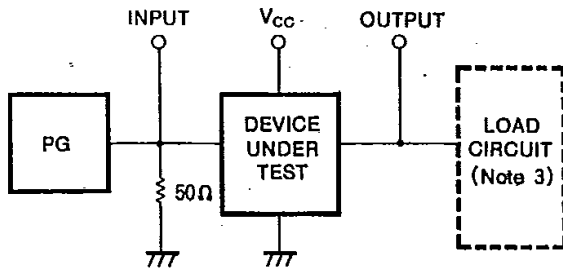 INPUT
VCC
OUTPUT
PG
DEVICE
UNDER
TEST
LOAD
CIRCUIT
(Note 3)
50Ω